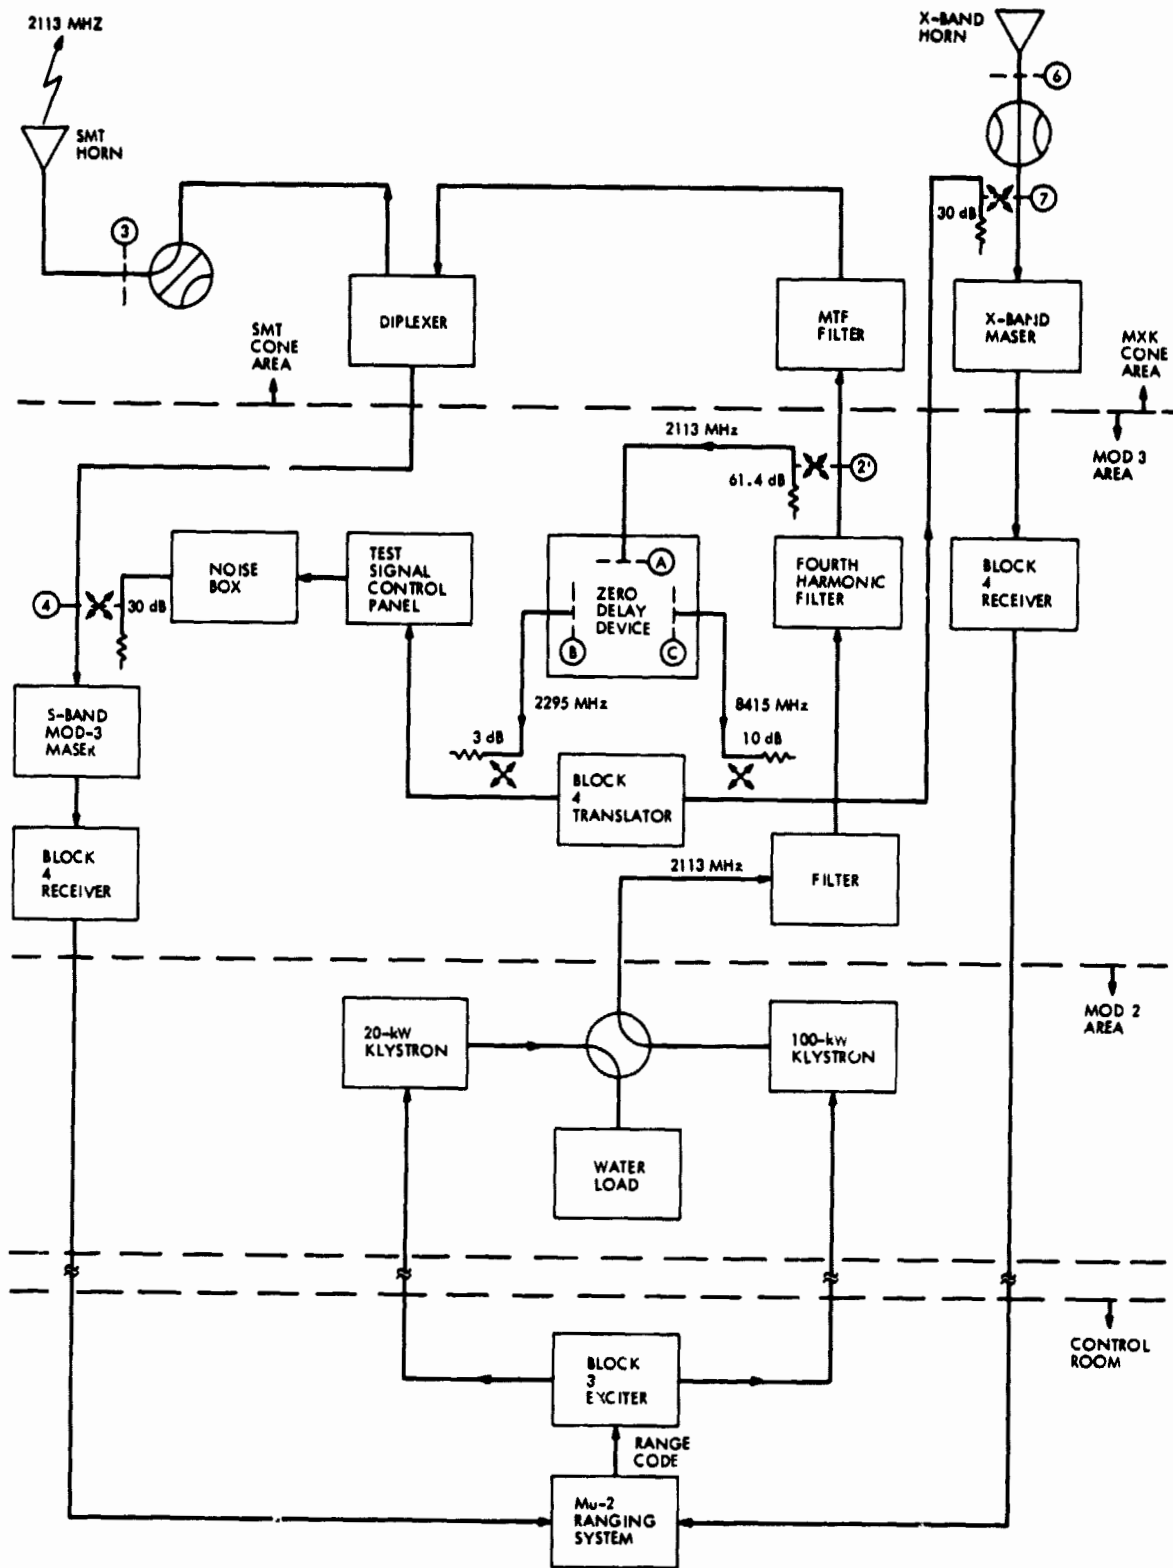 2113 MHZ
X-BAND
HORN
6
SMT
HORN
3
30 dB
7
DIPLEXER
MTF
FILTER
X-BAND
MASER
SMT
CONE
AREA
MXK
CONE
AREA
2113 MHz
MOD 3
AREA
61.4 dB
2'
NOISE
BOX
TEST
SIGNAL
CONTROL
PANEL
A
ZERO
DELAY
DEVICE
B
C
FOURTH
HARMONIC
FILTER
BLOCK
4
RECEIVER
4
30 dB
S-BAND
MOD-3
MASER
2295 MHz
8415 MHz
3 dB
10 dB
BLOCK
4
TRANSLATOR
BLOCK
4
RECEIVER
2113 MHz
FILTER
MOD 2
AREA
20-kW
KLYSTRON
100-kW
KLYSTRON
WATER
LOAD
CONTROL
ROOM
BLOCK
3
EXCITER
RANGE
CODE
Mu-2
RANGING
SYSTEM